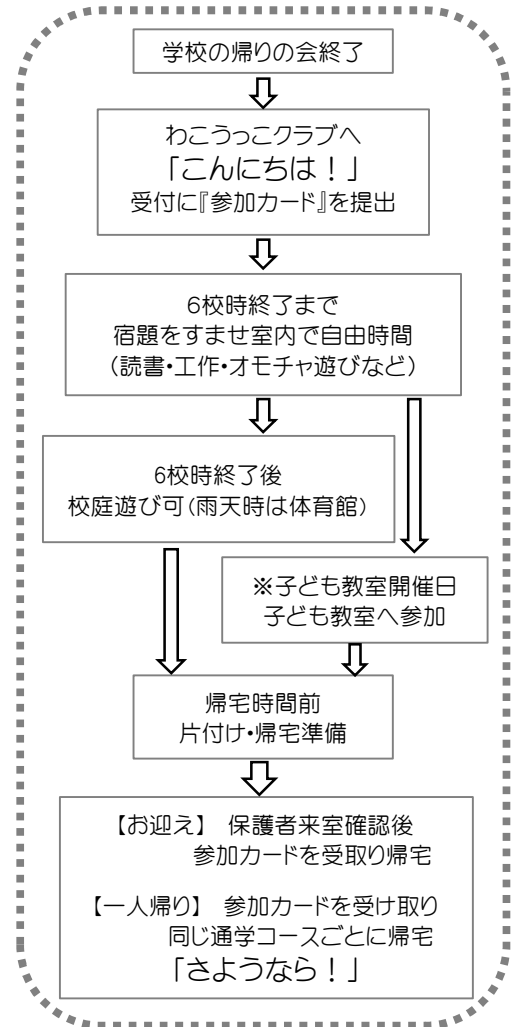 学校の帰りの会終了
わこうっこクラブへ
「こんにちは！」
受付に『参加カード』を提出
6校時終了まで
宿題をすませ室内で自由時間
（読書・工作・オモチャ遊びなど）
6校時終了後
校庭遊び可（雨天時は体育館）
※子ども教室開催日
子ども教室へ参加
帰宅時間前
片付け・帰宅準備
【お迎え】 保護者来室確認後
参加カードを受取り帰宅
【一人帰り】 参加カードを受け取り
同じ通学コースごとに帰宅
「さようなら！」